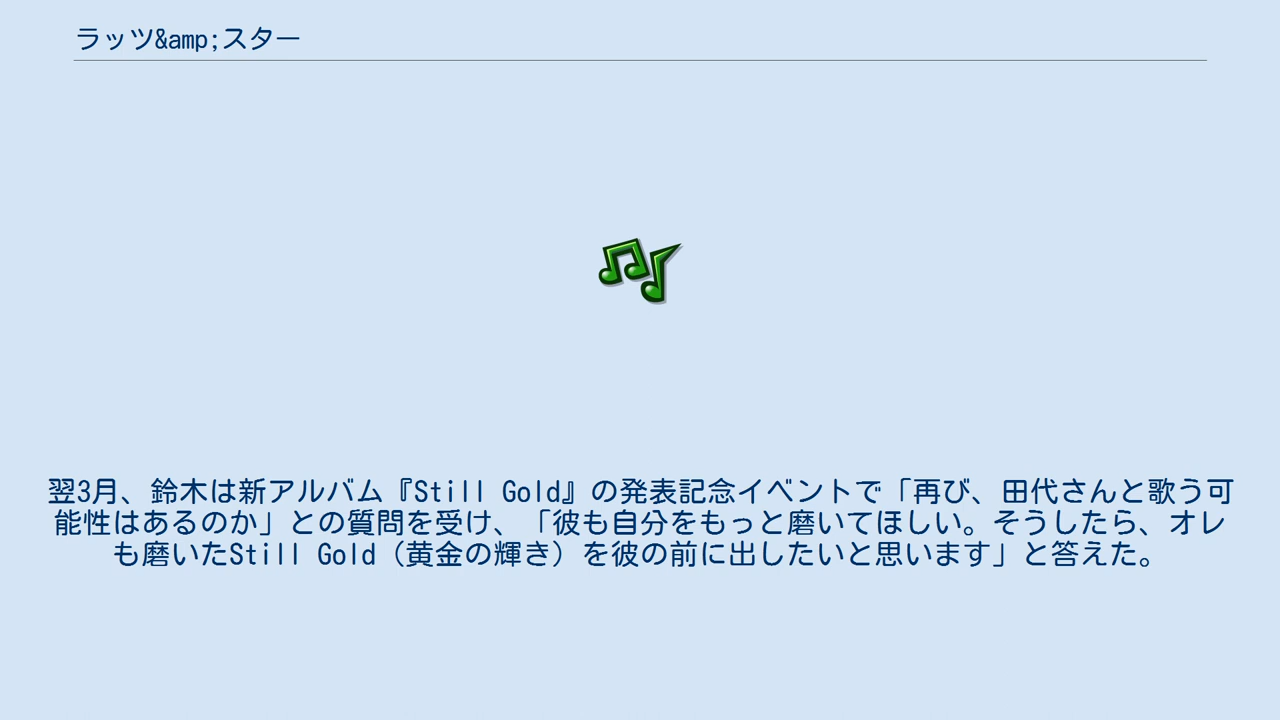 ラッツ&amp;スター
翌3月、鈴木は新アルバム『Still Gold』の発表記念イベントで「再び、田代さんと歌う可
能性はあるのか」との質問を受け、「彼も自分をもっと磨いてほしい。そうしたら、オレ
も磨いたStill Gold（黄金の輝き）を彼の前に出したいと思います」と答えた。